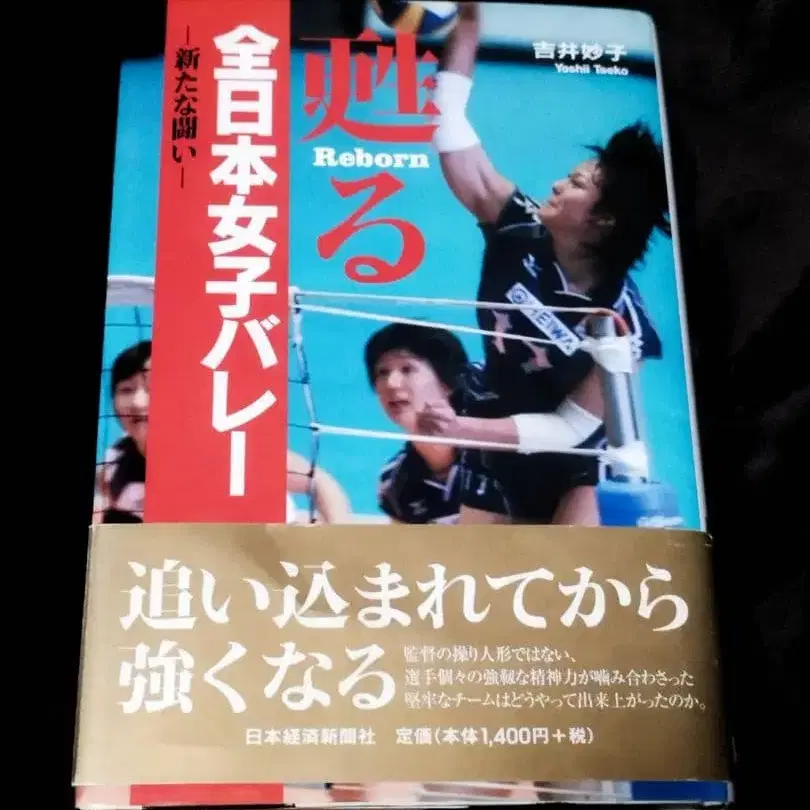 吉井妙子
Yoshii Taeko
甦る
Reborn
全日本女子バレー
―新たな闘い―
EIWA
追い込まれてから
強くなる
監督の操り人形ではない、
選手個々の強靱な精神力が噛み合わさった
堅牢なチームはどうやって出来上がったのか。
日本経済新聞社 定価(本体1,400円+税)